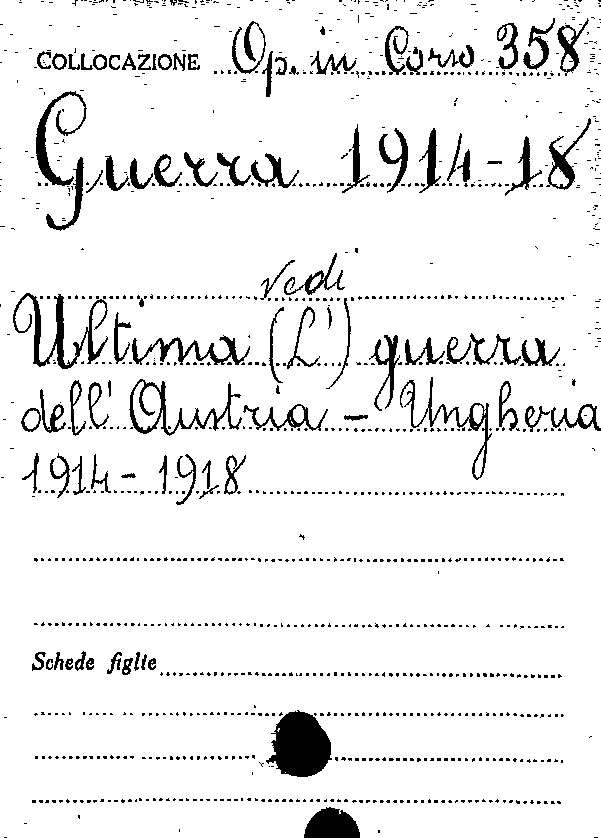 COLLOCAZIONE Op. in Corso 358
Guerra 1914-18
vedi
Ultima (L') guerra
dell' Austria - Ungheria
1914-1918
Schede figlie